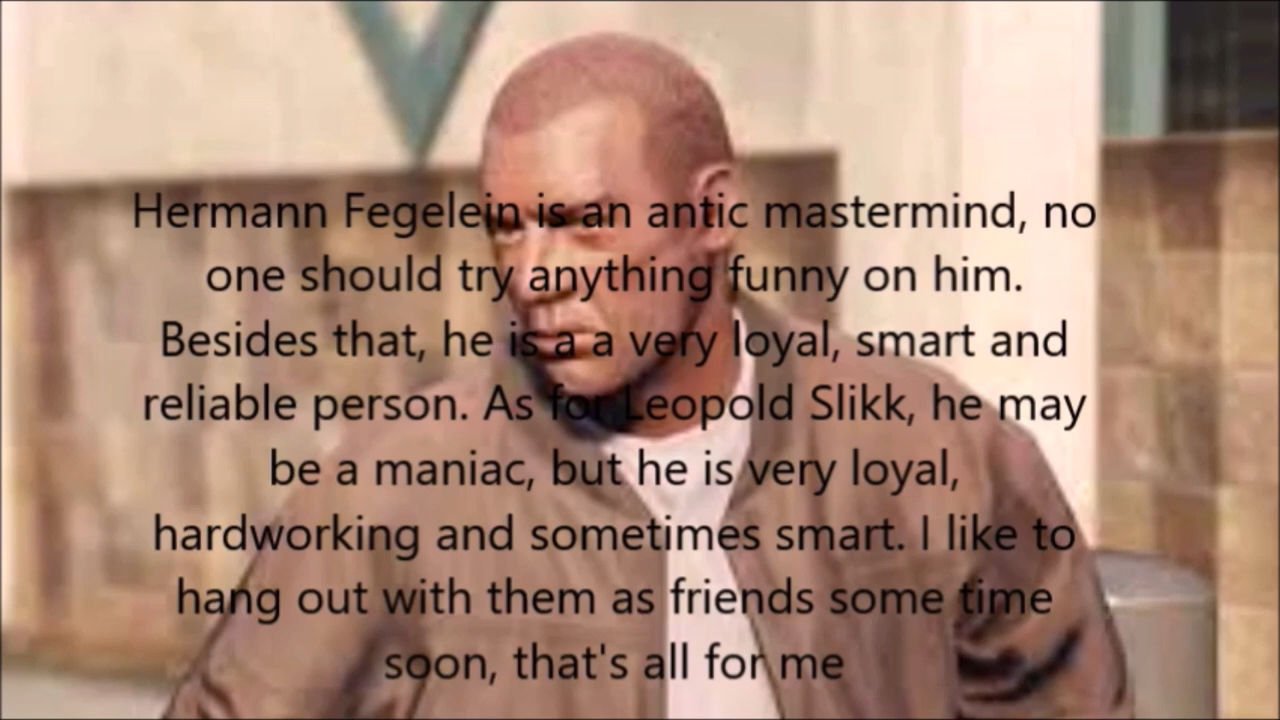 Hermann Fegelein is an antic mastermind, no
one should try anything funny on him.
Besides that, he is a a very loyal, smart and
reliable person. As for Leopold Slikk, he may
be a maniac, but he is very loyal,
hardworking and sometimes smart. I like to
hang out with them as friends some time
soon, that's all for me